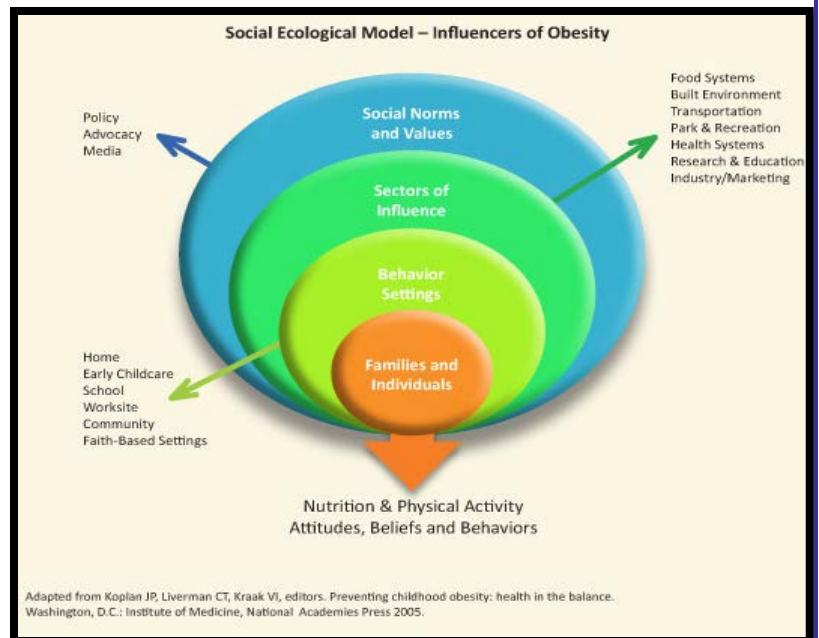 Social Ecological Model – Influencers of Obesity
Policy
Advocacy
Media
Social Norms
and Values
Food Systems
Built Environment
Transportation
Park & Recreation
Health Systems
Research & Education
Industry/Marketing
Sectors of
Influence
Behavior
Settings
Home
Early Childcare
School
Worksite
Community
Faith-Based Settings
Families and
Individuals
Nutrition & Physical Activity
Attitudes, Beliefs and Behaviors
Adapted from Koplan JP, Liverman CT, Kraak VI, editors. Preventing childhood obesity: health in the balance.
Washington, D.C.: Institute of Medicine, National Academies Press 2005.